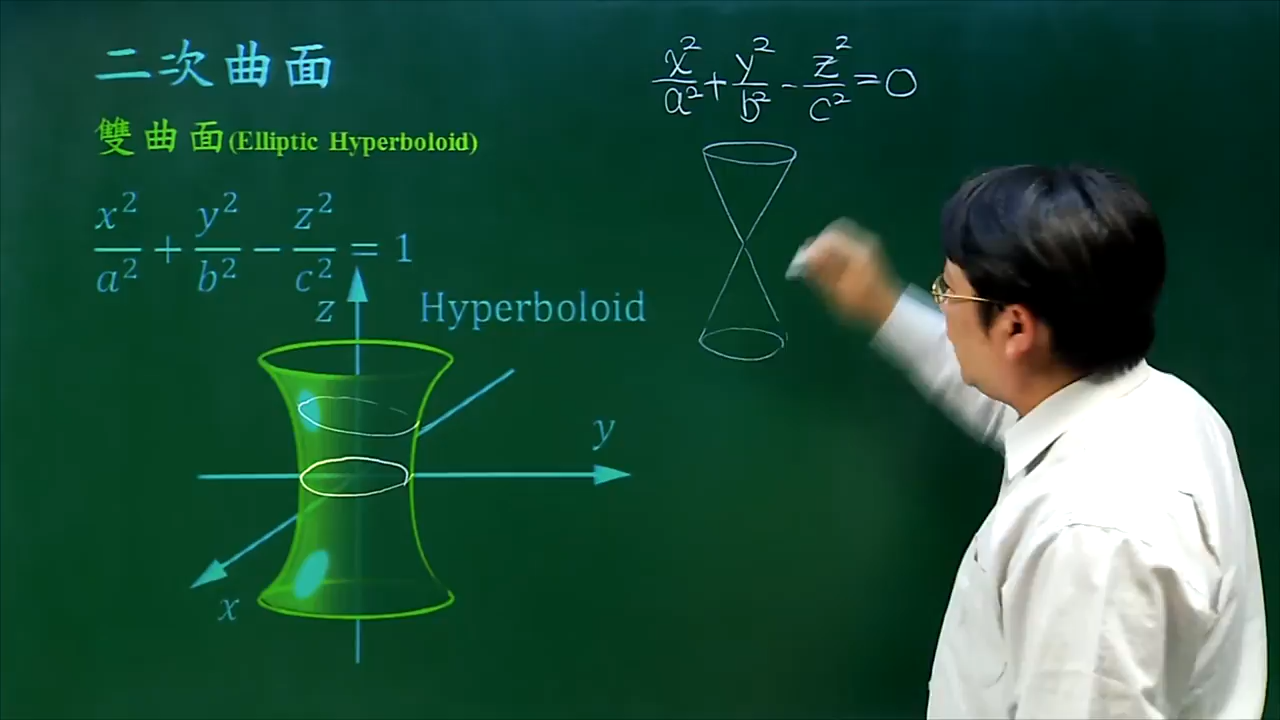 二次曲面
雙曲面(Elliptic Hyperboloid)
x²/a² + y²/b² − z²/c² = 1
z
Hyperboloid
y
x
x²/a² + y²/b² − z²/c² = 0